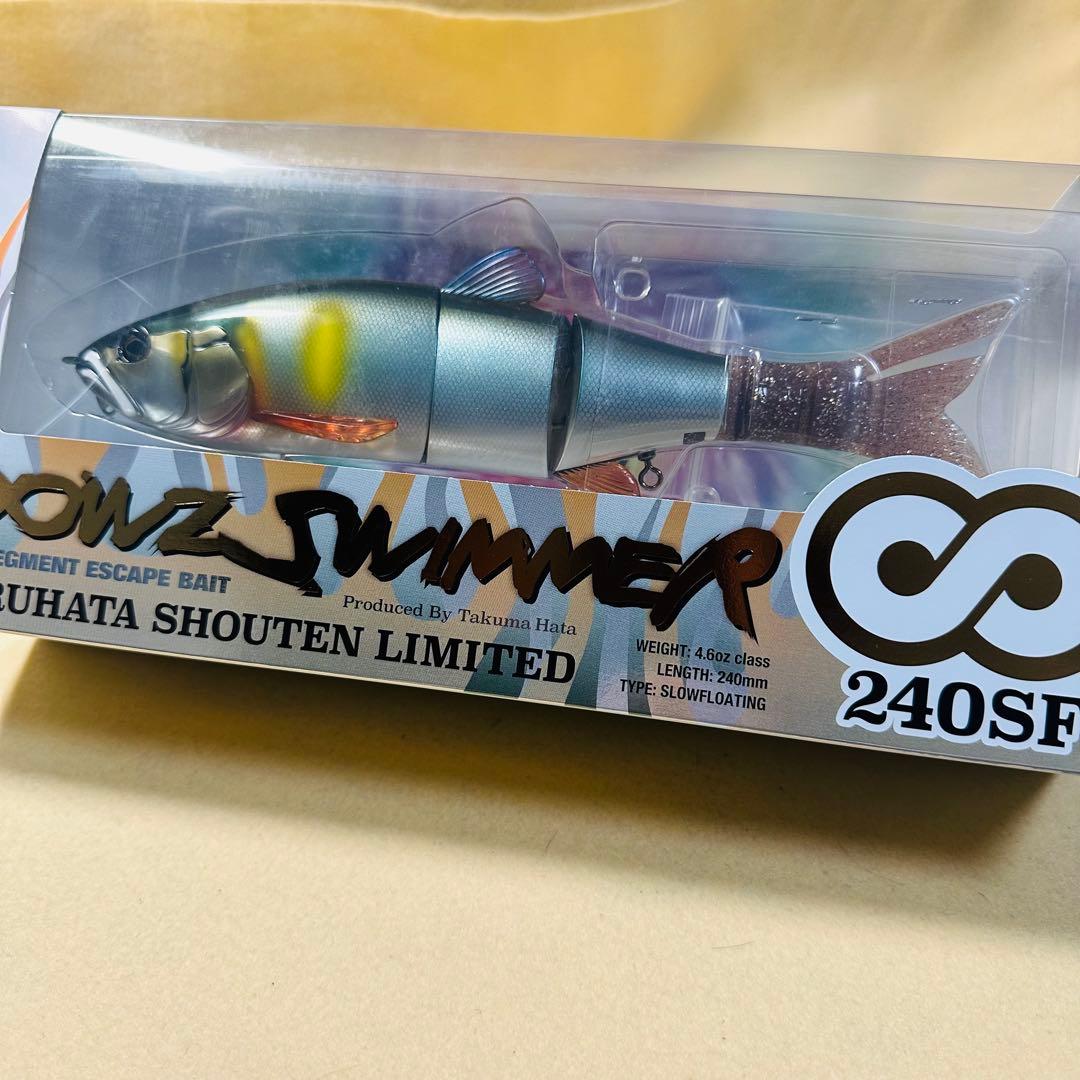 DOWZ SWIMMER
EGMENT ESCAPE BAIT
Produced By Takuma Hata
RUHATA SHOUTEN LIMITED
WEIGHT: 4.6oz class
LENGTH: 240mm
TYPE: SLOWFLOATING
240SF